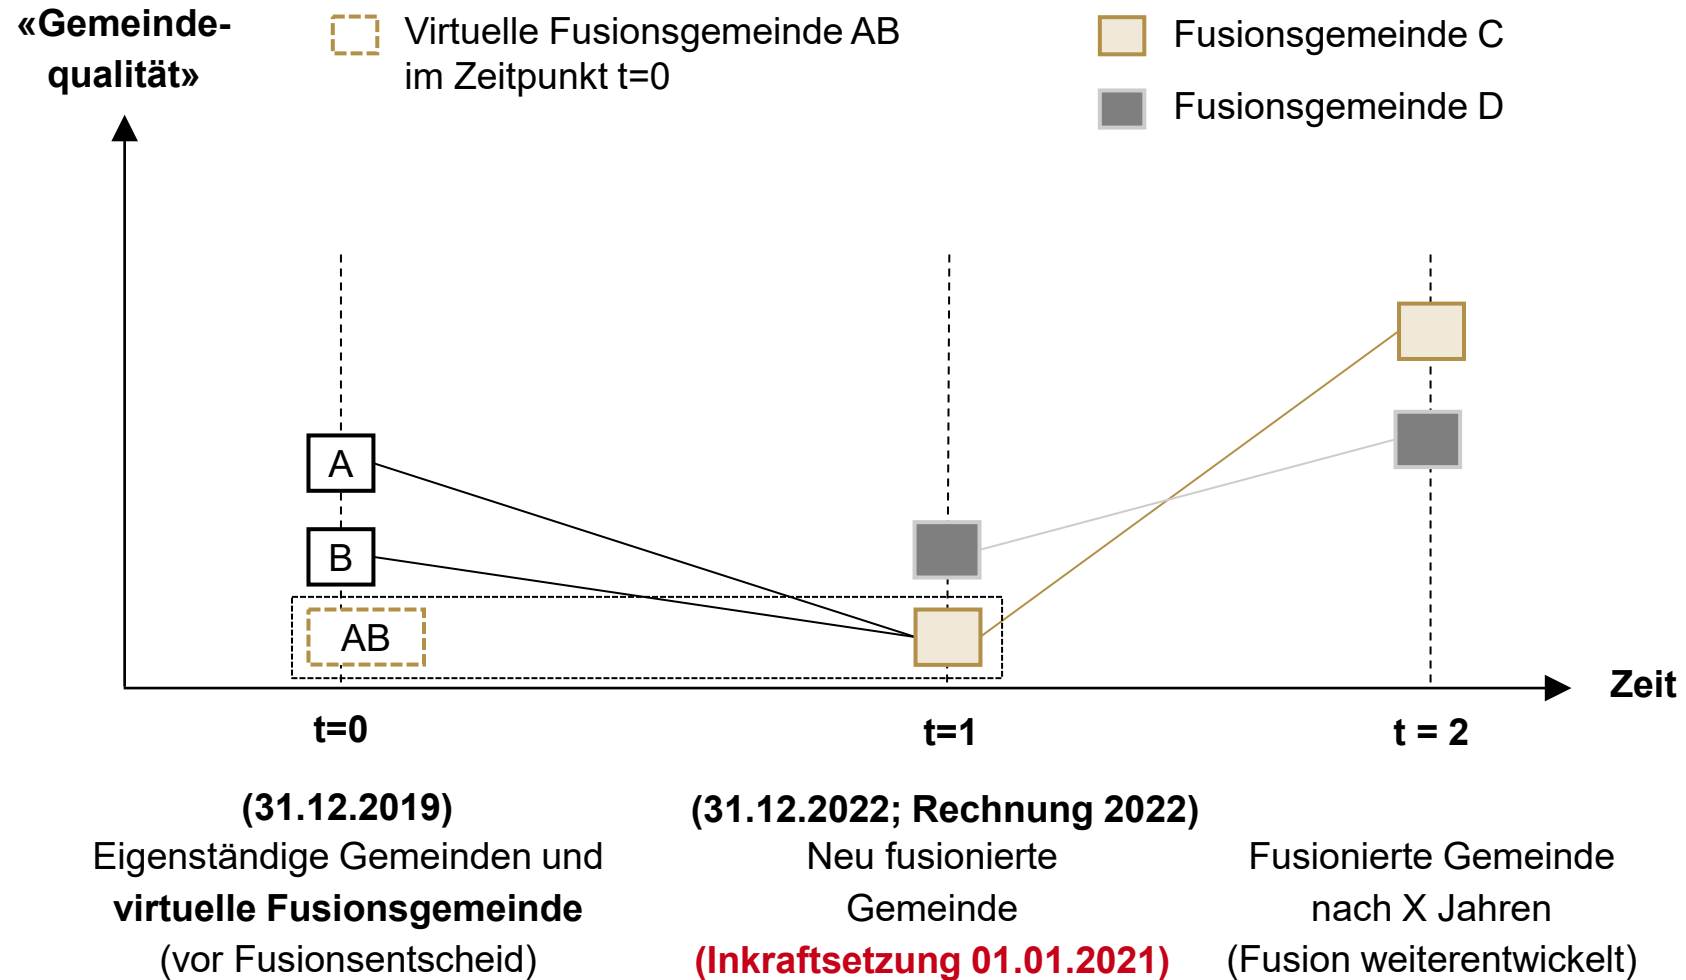 «Gemeinde-
qualität»
Virtuelle Fusionsgemeinde AB
im Zeitpunkt t=0
Fusionsgemeinde C
Fusionsgemeinde D
A
B
AB
Zeit
t=0
t=1
t = 2
(31.12.2019)
Eigenständige Gemeinden und
virtuelle Fusionsgemeinde
(vor Fusionsentscheid)
(31.12.2022; Rechnung 2022)
Neu fusionierte
Gemeinde
(Inkraftsetzung 01.01.2021)
Fusionierte Gemeinde
nach X Jahren
(Fusion weiterentwickelt)